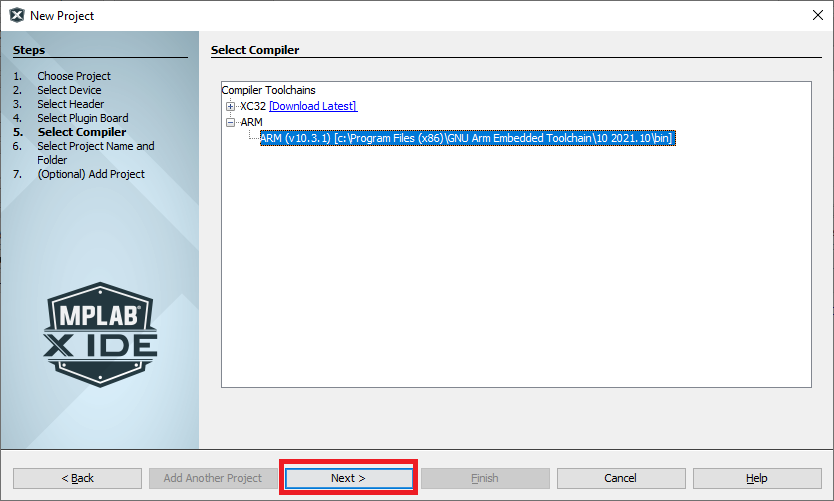 New Project
Steps
1. Choose Project
2. Select Device
3. Select Header
4. Select Plugin Board
5. Select Compiler
6. Select Project Name and
Folder
7. (Optional) Add Project
MPLAB®
X IDE
Select Compiler
Compiler Toolchains
XC32 [Download Latest]
ARM
ARM (v10.3.1) [c:\Program Files (x86)\GNU Arm Embedded Toolchain\10 2021.10\bin]
< Back
Add Another Project
Next >
Finish
Cancel
Help